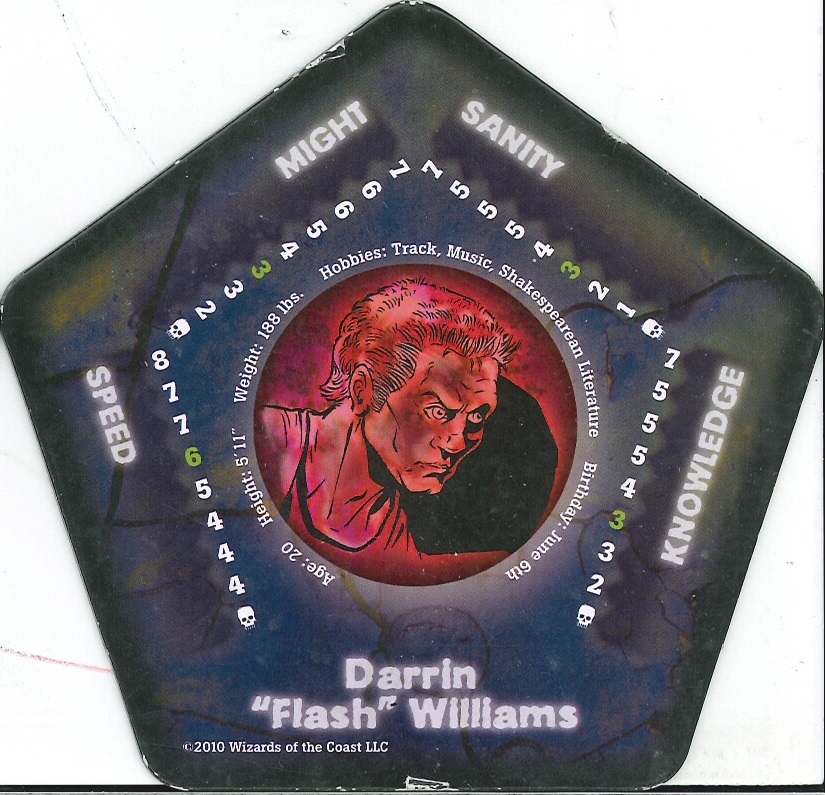 MIGHT
2 3 3 4 5 6 6 7
SANITY
7 5 5 5 4 3 2 1
SPEED
8 7 7 6 5 4 4 4
KNOWLEDGE
7 5 5 5 4 3 3 2
Age: 20 Height: 5'11" Weight: 188 lbs. Hobbies: Track, Music, Shakespearean Literature Birthday: June 6th
Darrin
"Flash" Williams
©2010 Wizards of the Coast LLC